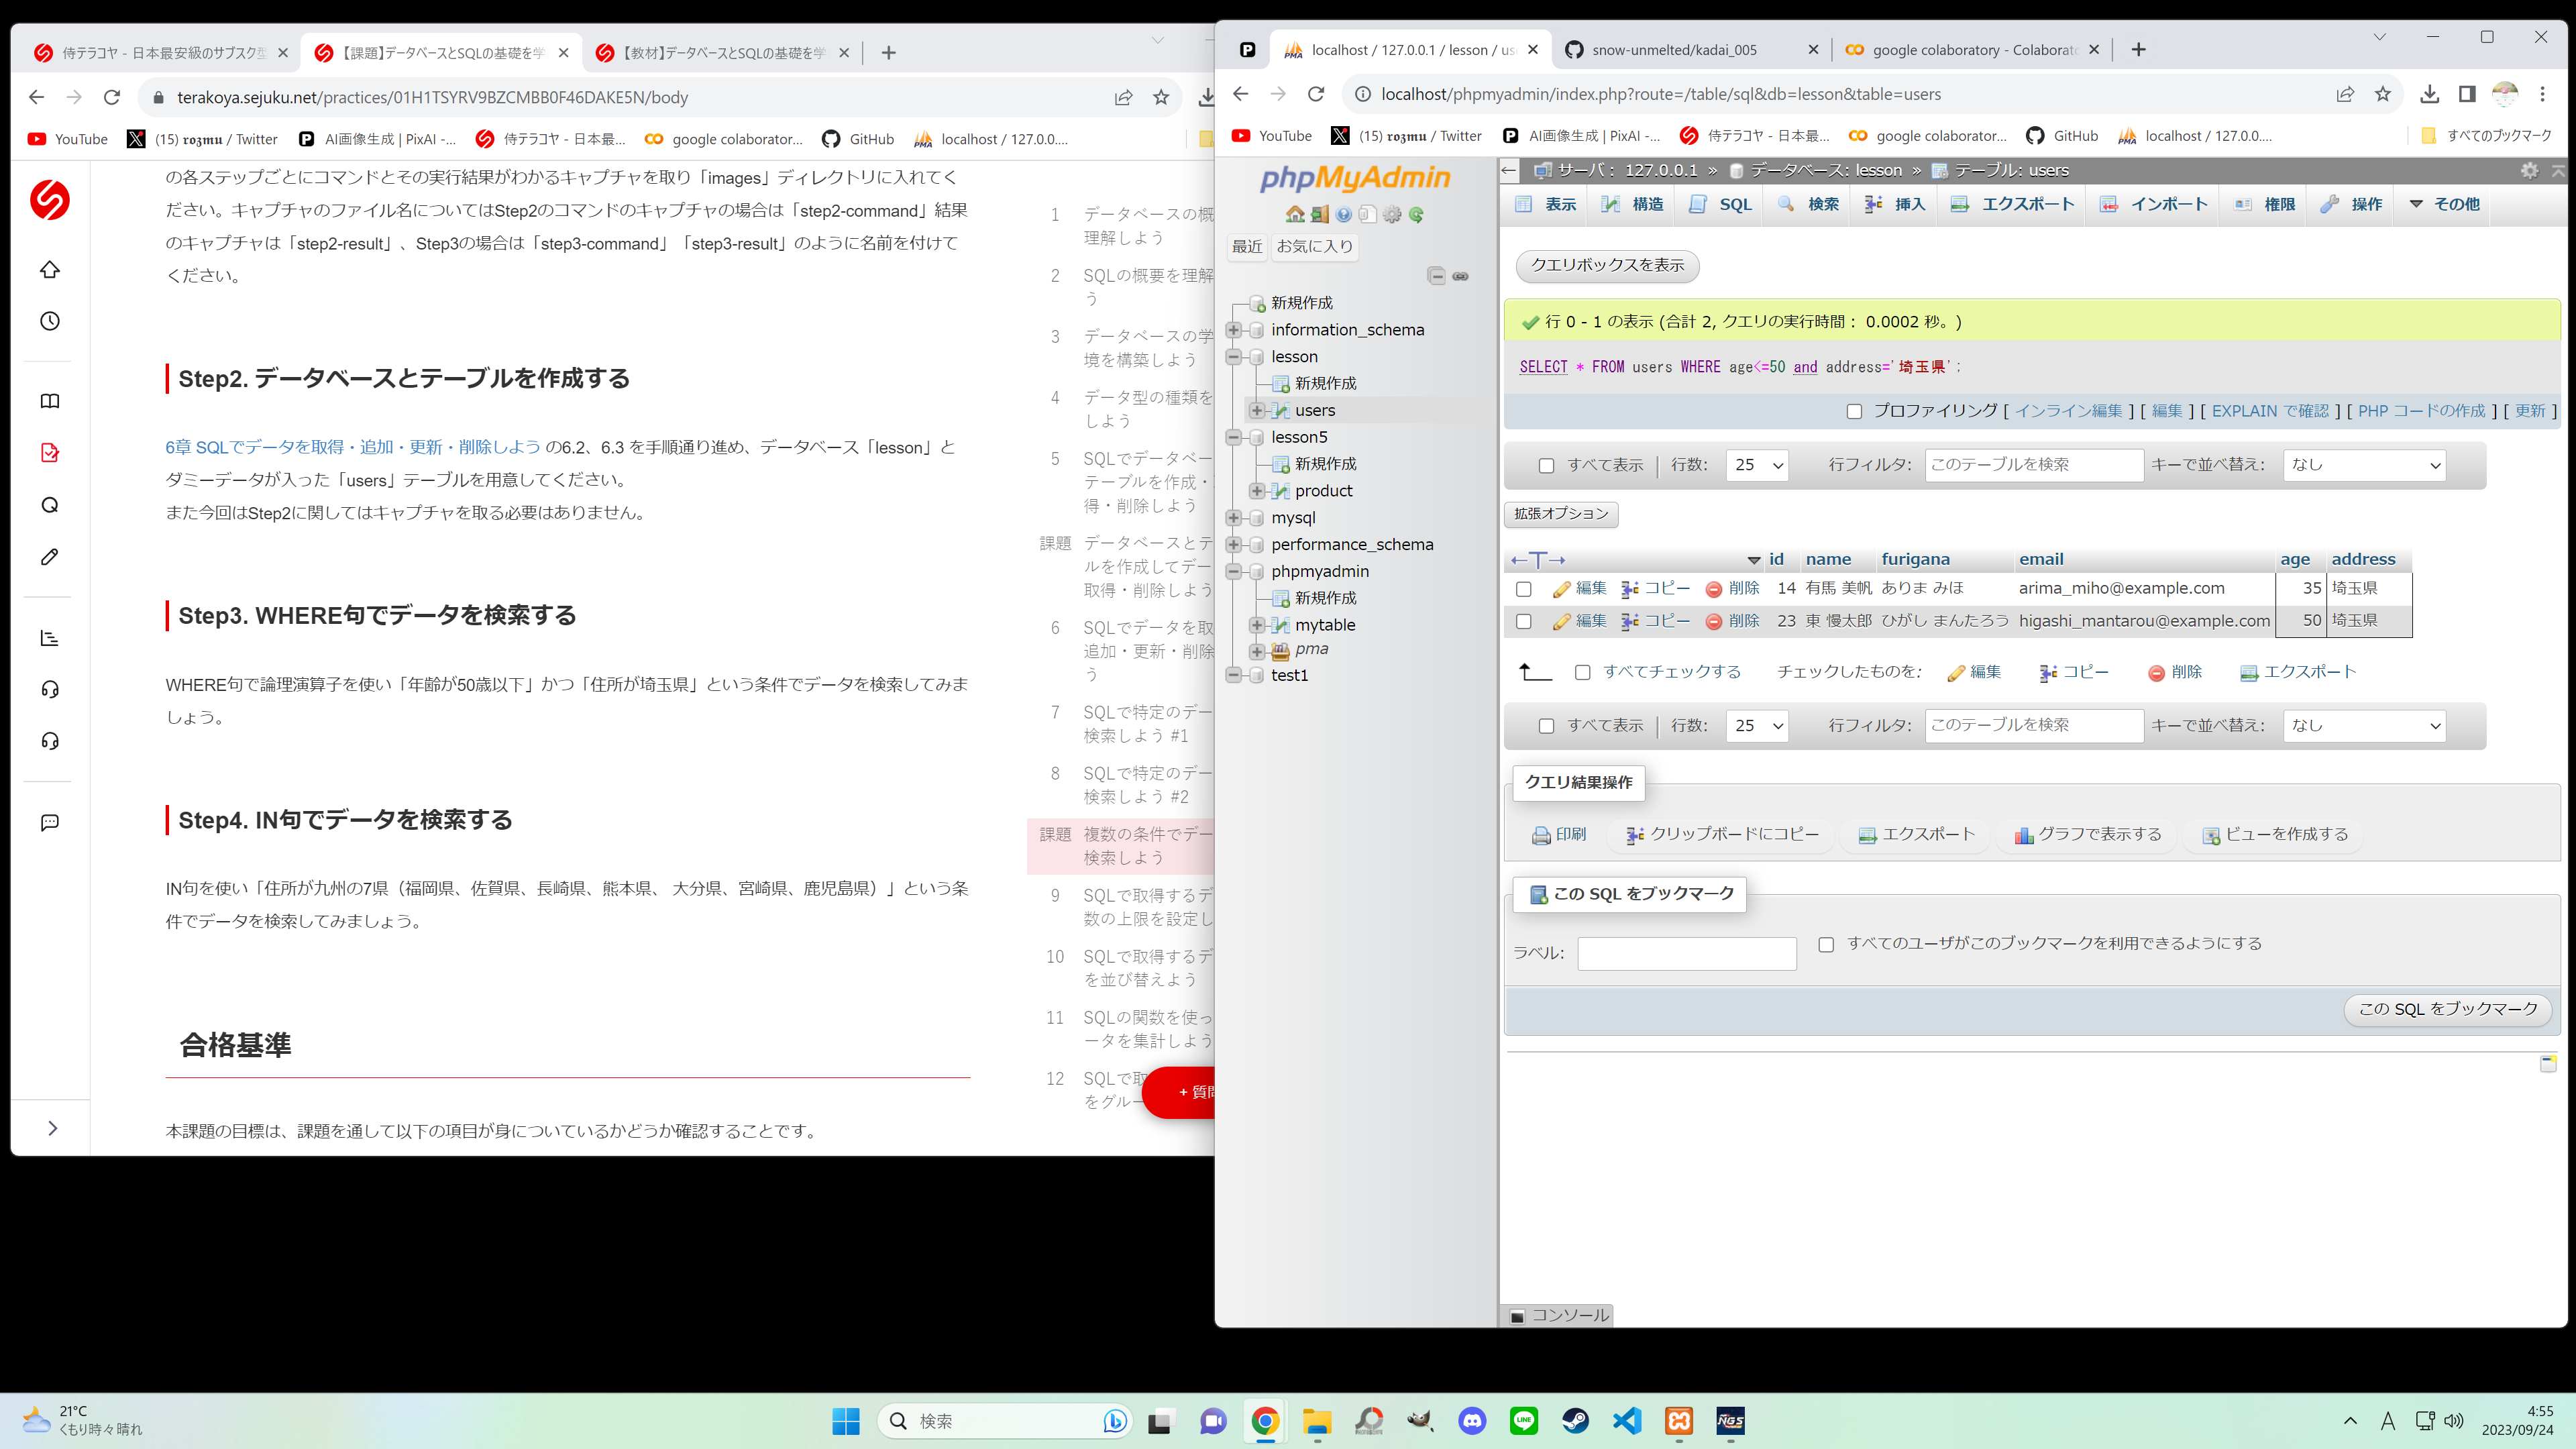 侍テラコヤ - 日本最安級のサブスク型
【課題】データベースとSQLの基礎を学
【教材】データベースとSQLの基礎を学
terakoya.sejuku.net/practices/01H1TSYRV9BZCMBB0F46DAKE5N/body
YouTube
(15) 𝖗𝖔𝖟𝖒𝖚 / Twitter
AI画像生成 | PixAI -...
侍テラコヤ - 日本最...
google colaborator...
GitHub
localhost / 127.0.0....
の各ステップごとにコマンドとその実行結果がわかるキャプチャを取り「images」ディレクトリに入れてく
ださい。キャプチャのファイル名についてはStep2のコマンドのキャプチャの場合は「step2-command」結果
のキャプチャは「step2-result」、Step3の場合は「step3-command」「step3-result」のように名前を付けて
ください。
Step2. データベースとテーブルを作成する
6章 SQLでデータを取得・追加・更新・削除しよう の6.2、6.3 を手順通り進め、データベース「lesson」と
ダミーデータが入った「users」テーブルを用意してください。
また今回はStep2に関してはキャプチャを取る必要はありません。
Step3. WHERE句でデータを検索する
WHERE句で論理演算子を使い「年齢が50歳以下」かつ「住所が埼玉県」という条件でデータを検索してみま
しょう。
Step4. IN句でデータを検索する
IN句を使い「住所が九州の7県（福岡県、佐賀県、長崎県、熊本県、 大分県、宮崎県、鹿児島県）」という条
件でデータを検索してみましょう。
合格基準
本課題の目標は、課題を通して以下の項目が身についているかどうか確認することです。
1 データベースの概
理解しよう
2 SQLの概要を理解
う
3 データベースの学
境を構築しよう
4 データ型の種類を
しよう
5 SQLでデータベー
テーブルを作成・
得・削除しよう
課題 データベースとテ
ルを作成してデー
取得・削除しよう
6 SQLでデータを取
追加・更新・削除
う
7 SQLで特定のデー
検索しよう #1
8 SQLで特定のデー
検索しよう #2
課題 複数の条件でデー
検索しよう
9 SQLで取得するデ
数の上限を設定し
10 SQLで取得するデ
を並び替えよう
11 SQLの関数を使っ
ータを集計しよう
12 SQLで取
をグルー
+ 質問
localhost / 127.0.0.1 / lesson / us
snow-unmelted/kadai_005
google colaboratory - Colaborat
localhost/phpmyadmin/index.php?route=/table/sql&db=lesson&table=users
YouTube
(15) 𝖗𝖔𝖟𝖒𝖚 / Twitter
AI画像生成 | PixAI -...
侍テラコヤ - 日本最...
google colaborator...
GitHub
localhost / 127.0.0....
すべてのブックマーク
phpMyAdmin
最近 お気に入り
新規作成
information_schema
lesson
新規作成
users
lesson5
新規作成
product
mysql
performance_schema
phpmyadmin
新規作成
mytable
pma
test1
サーバ： 127.0.0.1 » データベース: lesson » テーブル: users
表示 構造 SQL 検索 挿入 エクスポート インポート 権限 操作 その他
クエリボックスを表示
行 0 - 1 の表示 (合計 2, クエリの実行時間： 0.0002 秒。)
SELECT * FROM users WHERE age<=50 and address='埼玉県';
プロファイリング [ インライン編集 ] [ 編集 ] [ EXPLAIN で確認 ] [ PHP コードの作成 ] [ 更新 ]
すべて表示 | 行数: 25 行フィルタ: このテーブルを検索 キーで並べ替え: なし
拡張オプション
←T→ id name furigana email age address
編集 コピー 削除 14 有馬 美帆 ありま みほ arima_miho@example.com 35 埼玉県
編集 コピー 削除 23 東 慢太郎 ひがし まんたろう higashi_mantarou@example.com 50 埼玉県
すべてチェックする チェックしたものを: 編集 コピー 削除 エクスポート
すべて表示 | 行数: 25 行フィルタ: このテーブルを検索 キーで並べ替え: なし
クエリ結果操作
印刷 クリップボードにコピー エクスポート グラフで表示する ビューを作成する
この SQL をブックマーク
ラベル: すべてのユーザがこのブックマークを利用できるようにする
この SQL をブックマーク
コンソール
21°C
くもり時々晴れ
検索
LINE
NGS
A
4:55
2023/09/24